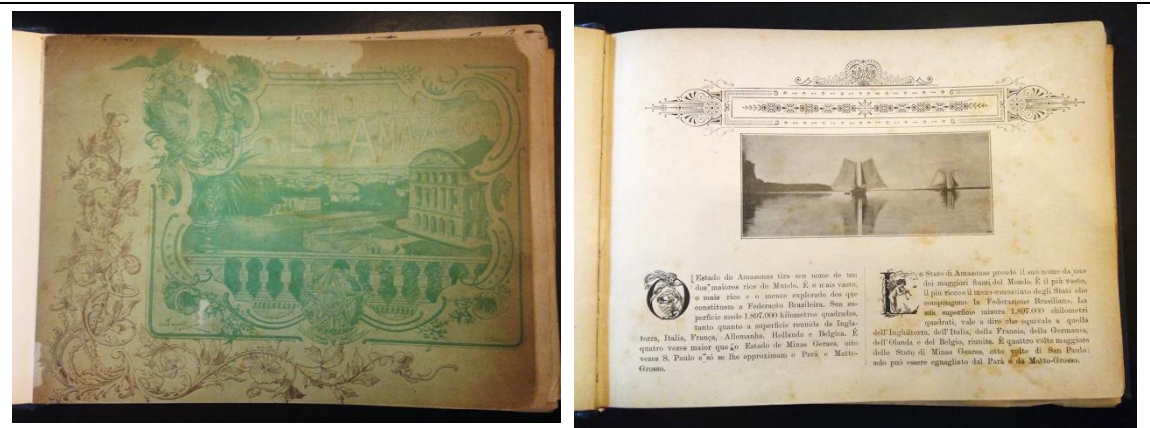 O Estado do Amazonas tira seu nome de um
dos maiores rios do Mundo. É o mais vasto,
o mais rico e o menos explorado dos que
constituem a Federação Brasileira. Sua su-
perficie mede 1.897.000 kilometros quadrados,
tanto quanto a superficie reunida da Ingla-
terra, Italia, França, Allemanha, Hollanda e Belgica. É
quatro vezes maior que o Estado de Minas Geraes, oito
vezes S. Paulo e só se lhe approximam o Pará e Matto-
Grosso.
Lo Stato di Amazonas prende il suo nome da uno
dei maggiori fiumi del Mondo. È il più vasto,
il più ricco e il meno degli Stati che
compongono la Federazione Brasiliana. La
sua superficie misura 1.897.000 chilometri
quadrati, vale a dire che equivale a quella
dell'Inghilterra, dell'Italia, della Francia, della Germania,
dell'Olanda e del Belgio, riunite. È quattro volte maggiore
dello Stato di Minas otto volte di San Paulo:
solo può essere eguagliato dal Parà e da Matto-Grosso.